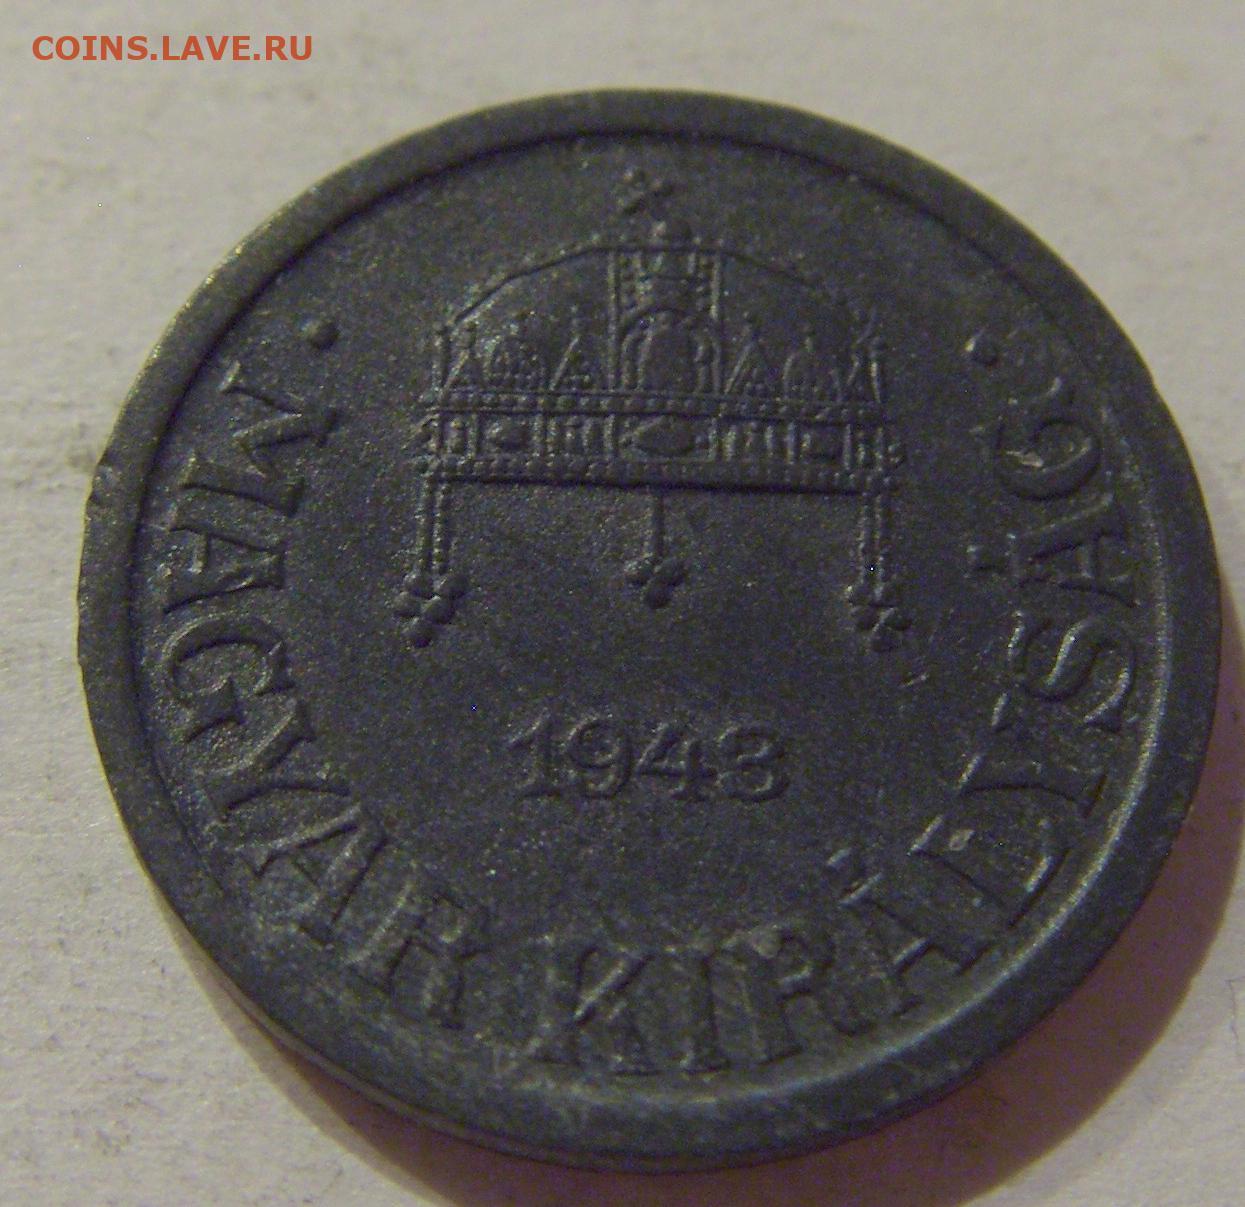 COINS.LAVE.RU
· MAGYAR KIRÁLYSÁG ·
1943